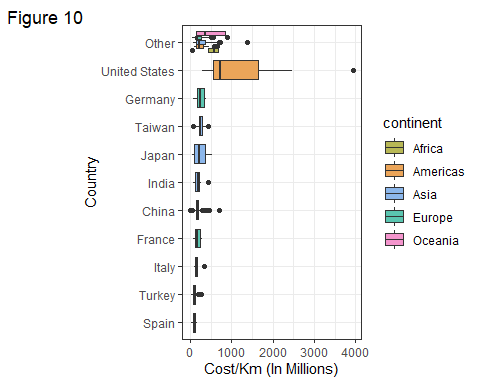 Figure 10
Other
United States
Germany
Taiwan
Japan
India
China
France
Italy
Turkey
Spain
Country
0 1000 2000 3000 4000
Cost/Km (In Millions)
continent
Africa
Americas
Asia
Europe
Oceania